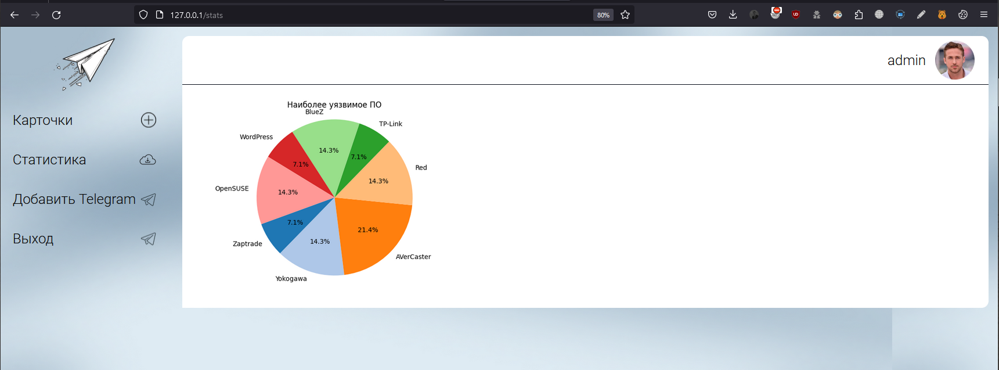 127.0.0.1/stats
80%
admin
Карточки
Статистика
Добавить Telegram
Выход
Наиболее уязвимое ПО
BlueZ
TP-Link
WordPress
14.3%
7.1%
7.1%
Red
14.3%
OpenSUSE
14.3%
7.1%
21.4%
Zaptrade
14.3%
AVerCaster
Yokogawa